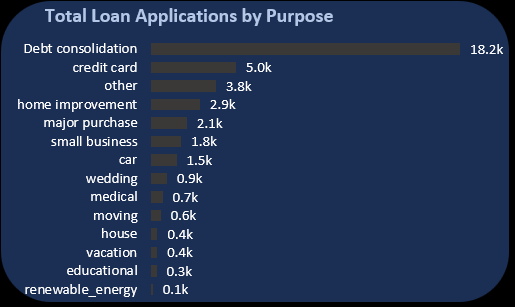 Total Loan Applications by Purpose
Debt consolidation 18.2k
credit card 5.0k
other 3.8k
home improvement 2.9k
major purchase 2.1k
small business 1.8k
car 1.5k
wedding 0.9k
medical 0.7k
moving 0.6k
house 0.4k
vacation 0.4k
educational 0.3k
renewable_energy 0.1k